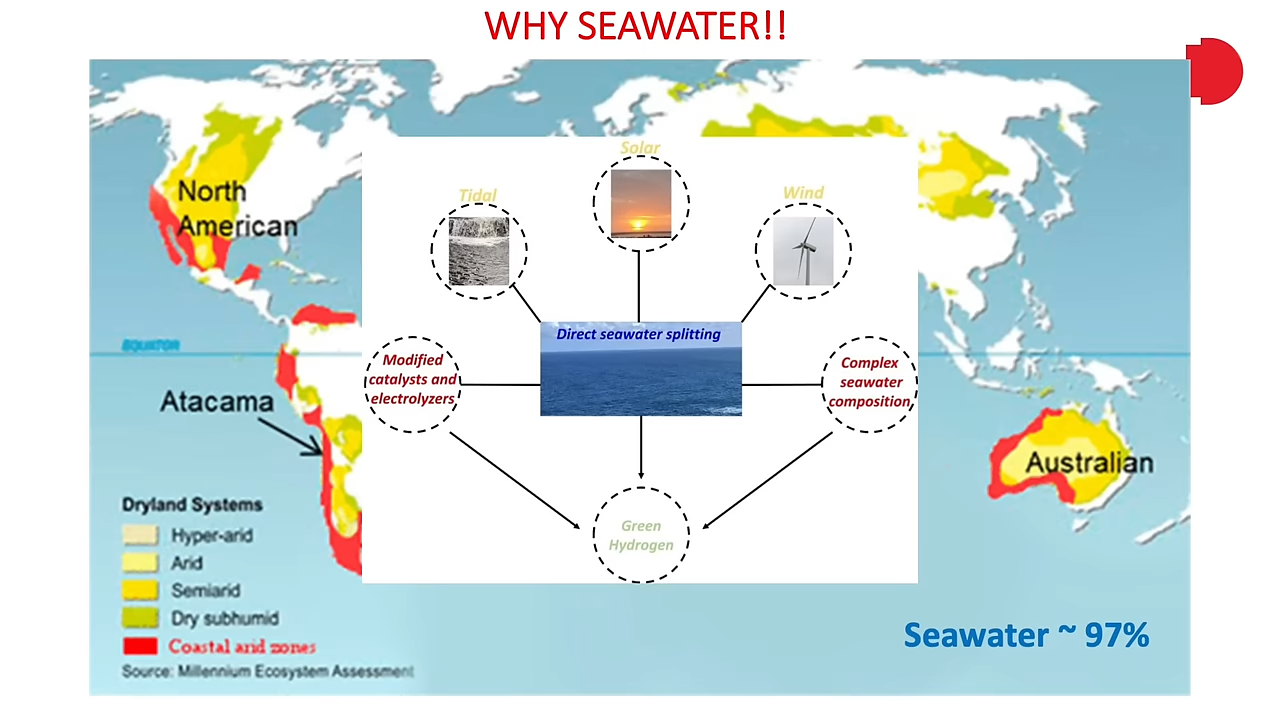 WHY SEAWATER!!
North
American
EQUATOR
Atacama
Australian
Solar
Tidal
Wind
Direct seawater splitting
Modified
catalysts and
electrolyzers
Complex
seawater
composition
Green
Hydrogen
Dryland Systems
Hyper-arid
Arid
Semiarid
Dry subhumid
Coastal arid zones
Source: Millennium Ecosystem Assessment
Seawater ~ 97%